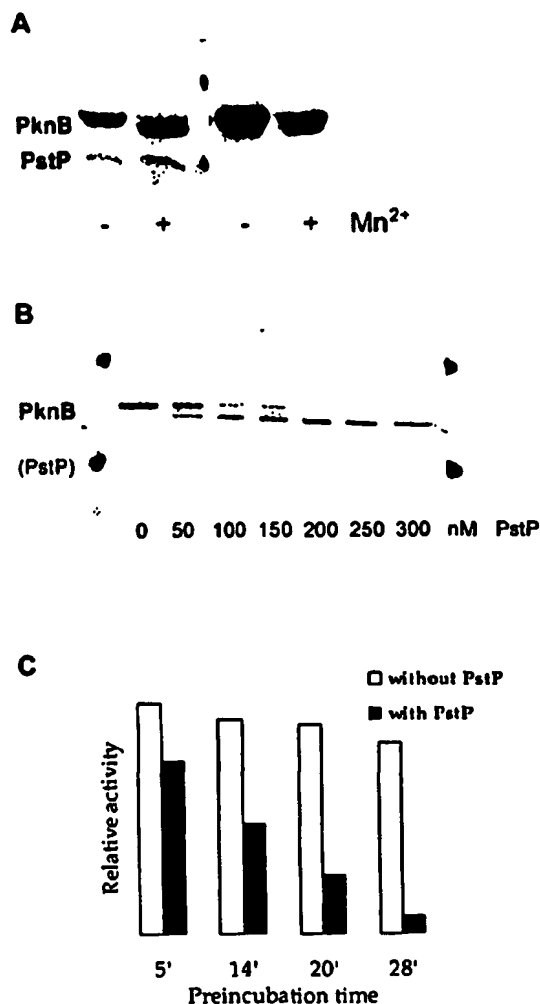 A
PknB
PstP
- + - + Mn²⁺
B
PknB
(PstP)
0 50 100 150 200 250 300 nM PstP
C
without PstP
with PstP
Relative activity
5' 14' 20' 28'
Preincubation time